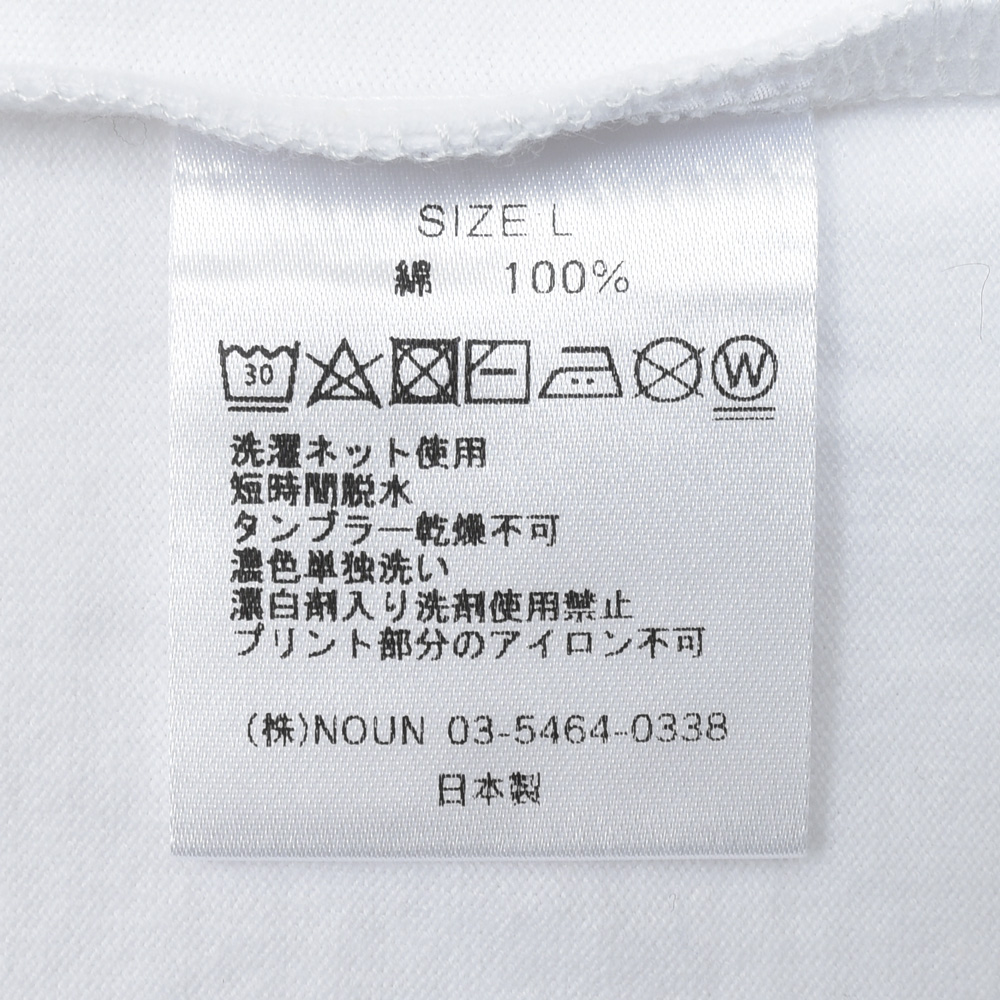 SIZE L
綿 100%
30 W
洗濯ネット使用
短時間脱水
タンブラー乾燥不可
濃色単独洗い
漂白剤入り洗剤使用禁止
プリント部分のアイロン不可
(株)NOUN 03-5464-0338
日本製